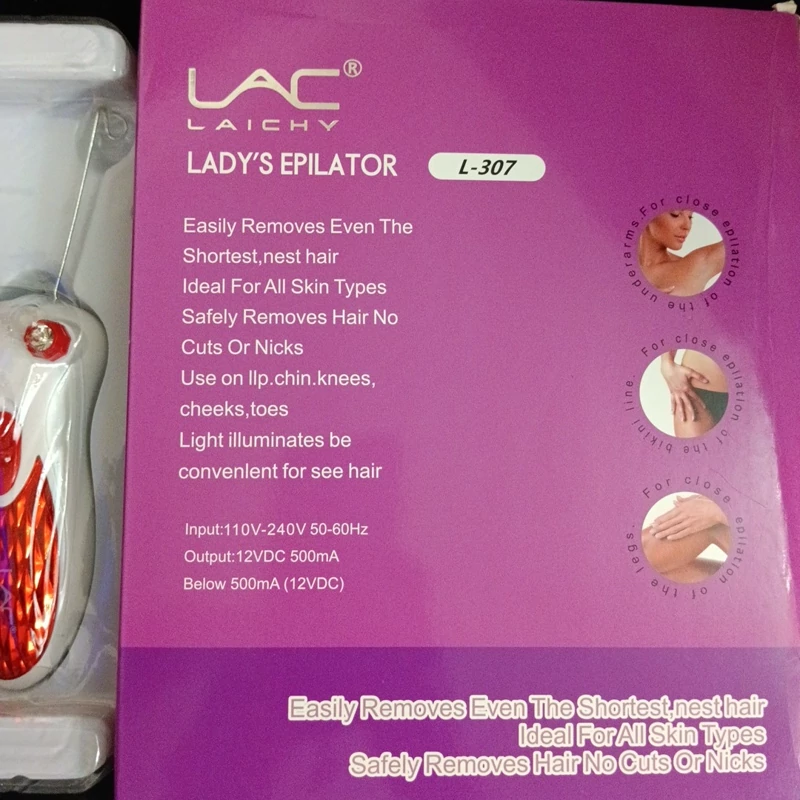 LAC®
LAICHY
LADY'S EPILATOR
L-307
Easily Removes Even The
Shortest,nest hair
Ideal For All Skin Types
Safely Removes Hair No
Cuts Or Nicks
Use on llp.chin.knees,
cheeks,toes
Light illuminates be
convenlent for see hair
Input:110V-240V 50-60Hz
Output:12VDC 500mA
Below 500mA (12VDC)
For close epilation of the underarms.
For close epilation of the bikini line.
For close epilation of the legs.
Easily Removes Even The Shortest,nest hair
Ideal For All Skin Types
Safely Removes Hair No Cuts Or Nicks
LAC